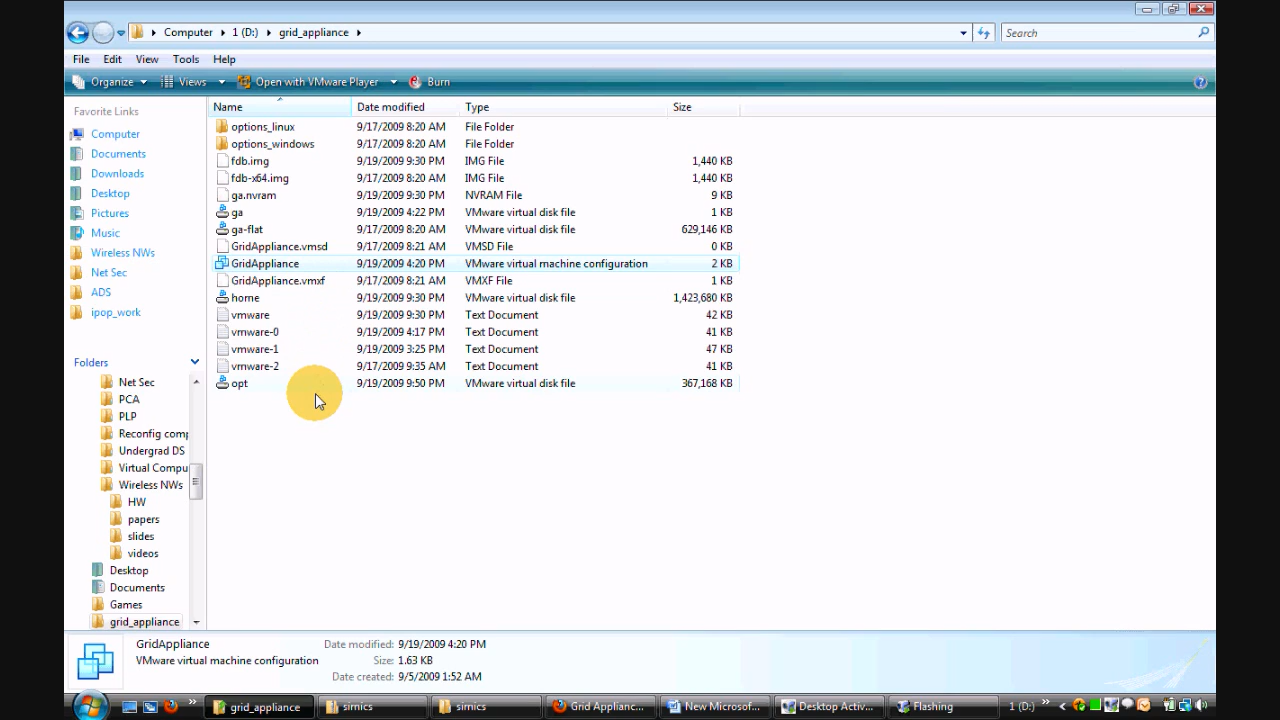 Computer 1 (D:) grid_appliance Search
File Edit View Tools Help
Organize Views Open with VMware Player Burn
Favorite Links
Computer
Documents
Downloads
Desktop
Pictures
Music
Wireless NWs
Net Sec
ADS
ipop_work
Folders
Net Sec
PCA
PLP
Reconfig comp
Undergrad DS
Virtual Compu
Wireless NWs
HW
papers
slides
videos
Desktop
Documents
Games
grid_appliance
Name Date modified Type Size
options_linux 9/17/2009 8:20 AM File Folder
options_windows 9/17/2009 8:20 AM File Folder
fdb.img 9/19/2009 9:30 PM IMG File 1,440 KB
fdb-x64.img 9/17/2009 8:20 AM IMG File 1,440 KB
ga.nvram 9/19/2009 9:30 PM NVRAM File 9 KB
ga 9/19/2009 4:22 PM VMware virtual disk file 1 KB
ga-flat 9/17/2009 8:20 AM VMware virtual disk file 629,146 KB
GridAppliance.vmsd 9/17/2009 8:21 AM VMSD File 0 KB
GridAppliance 9/19/2009 4:20 PM VMware virtual machine configuration 2 KB
GridAppliance.vmxf 9/17/2009 8:21 AM VMXF File 1 KB
home 9/19/2009 9:30 PM VMware virtual disk file 1,423,680 KB
vmware 9/19/2009 9:30 PM Text Document 42 KB
vmware-0 9/19/2009 4:17 PM Text Document 41 KB
vmware-1 9/19/2009 3:25 PM Text Document 47 KB
vmware-2 9/17/2009 9:35 AM Text Document 41 KB
opt 9/19/2009 9:50 PM VMware virtual disk file 367,168 KB
GridAppliance Date modified: 9/19/2009 4:20 PM
VMware virtual machine configuration Size: 1.63 KB
Date created: 9/5/2009 1:52 AM
grid_appliance simics simics Grid Applianc... New Microsof... Desktop Activ... Flashing 1 (D:)